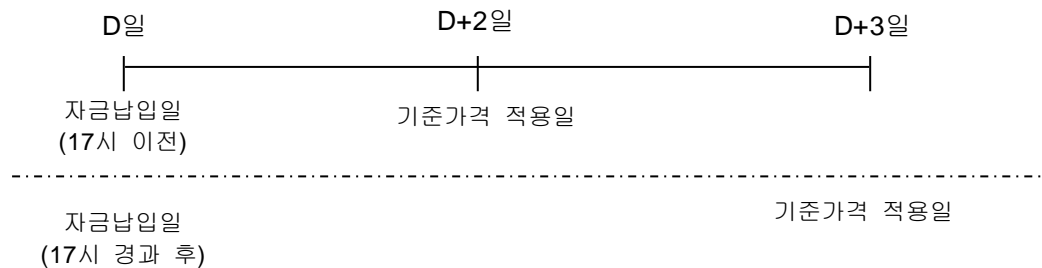 D일
D+2일
D+3일
자금납입일
(17시 이전)
기준가격 적용일
자금납입일
(17시 경과 후)
기준가격 적용일